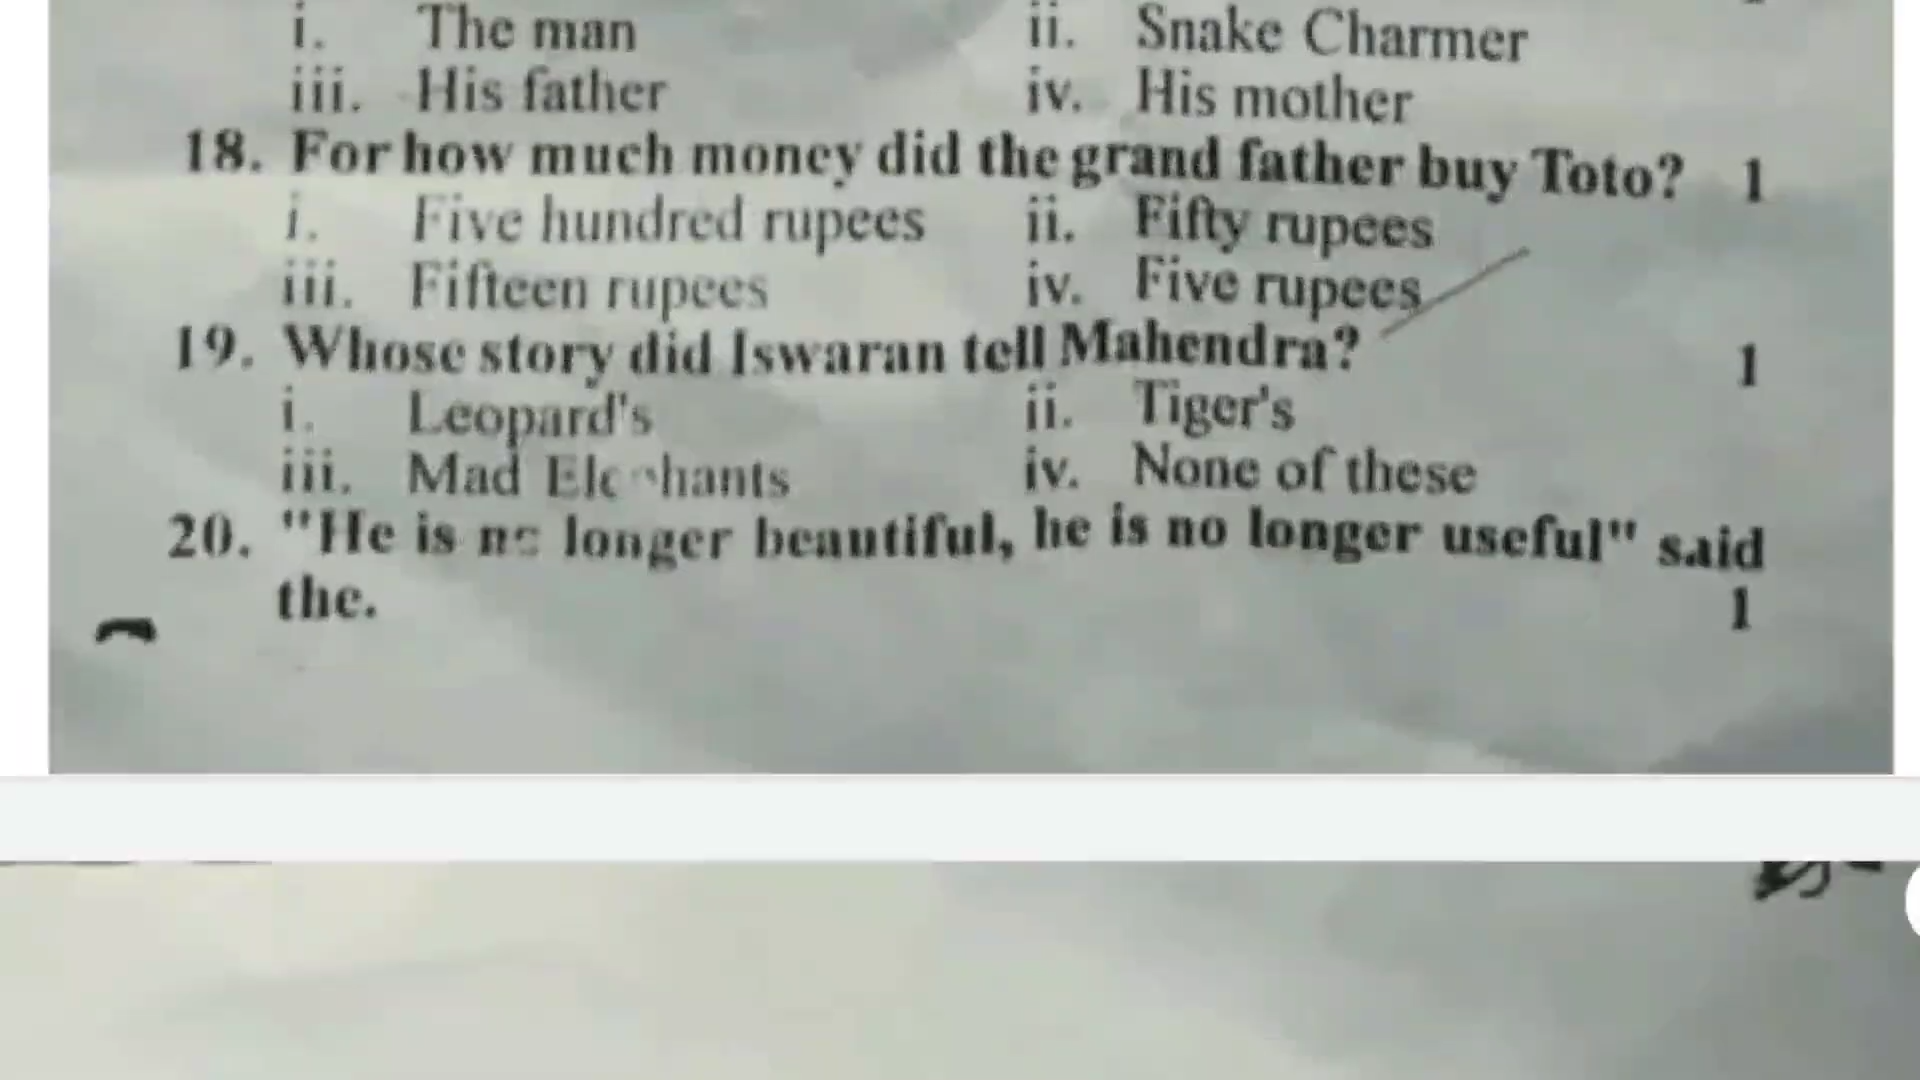 i. The man ii. Snake Charmer
iii. His father iv. His mother
18. For how much money did the grand father buy Toto? 1
i. Five hundred rupees ii. Fifty rupees
iii. Fifteen rupees iv. Five rupees
19. Whose story did Iswaran tell Mahendra? 1
i. Leopard's ii. Tiger's
iii. Mad Elephants iv. None of these
20. "He is no longer beautiful, he is no longer useful" said
the. 1